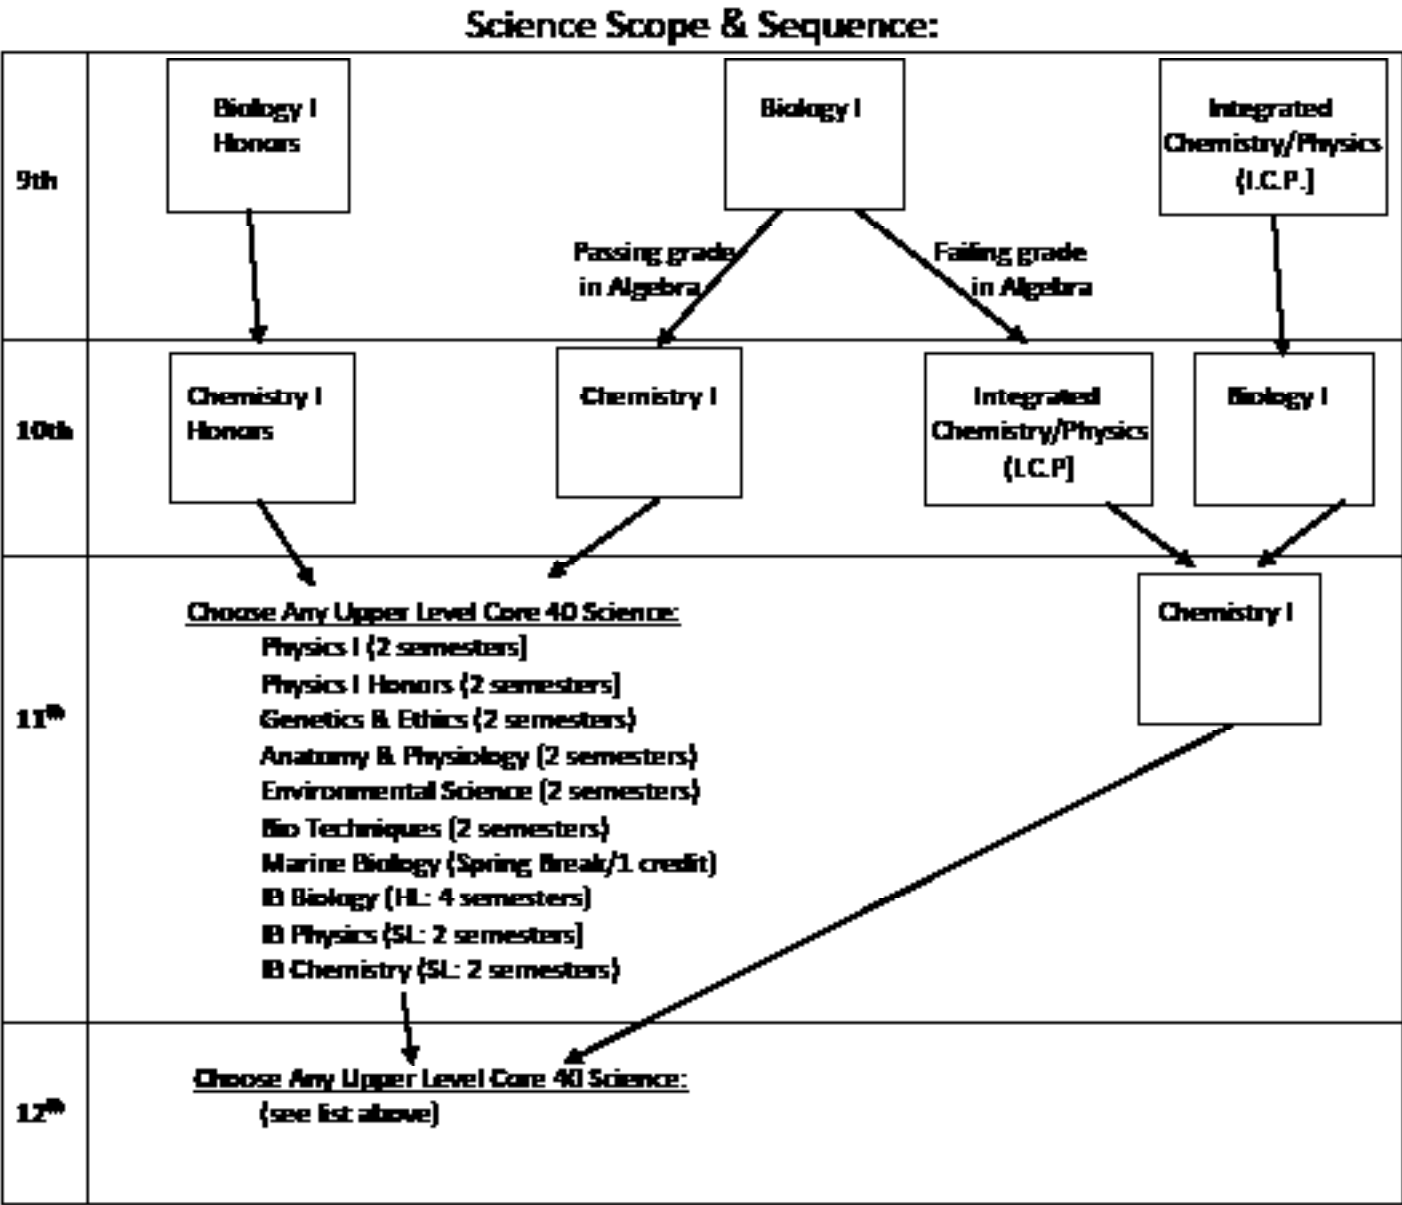 Science Scope & Sequence:
9th
Biology I
Honors
Biology I
Integrated
Chemistry/Physics
(I.C.P.]
Passing grade
in Algebra
Failing grade
in Algebra
10th
Chemistry I
Honors
Chemistry I
Integrated
Chemistry/Physics
(I.C.P]
Biology I
11th
Choose Any Upper Level Core 40 Science:
Physics I (2 semesters]
Physics I Honors (2 semesters]
Genetics & Ethics (2 semesters)
Anatomy & Physiology (2 semesters)
Environmental Science (2 semesters)
Bio Techniques (2 semesters)
Marine Biology (Spring Break/1 credit)
IB Biology (HL: 4 semesters]
IB Physics (SL: 2 semesters]
IB Chemistry (SL: 2 semesters)
Chemistry I
12th
Choose Any Upper Level Core 40 Science:
(see list above)